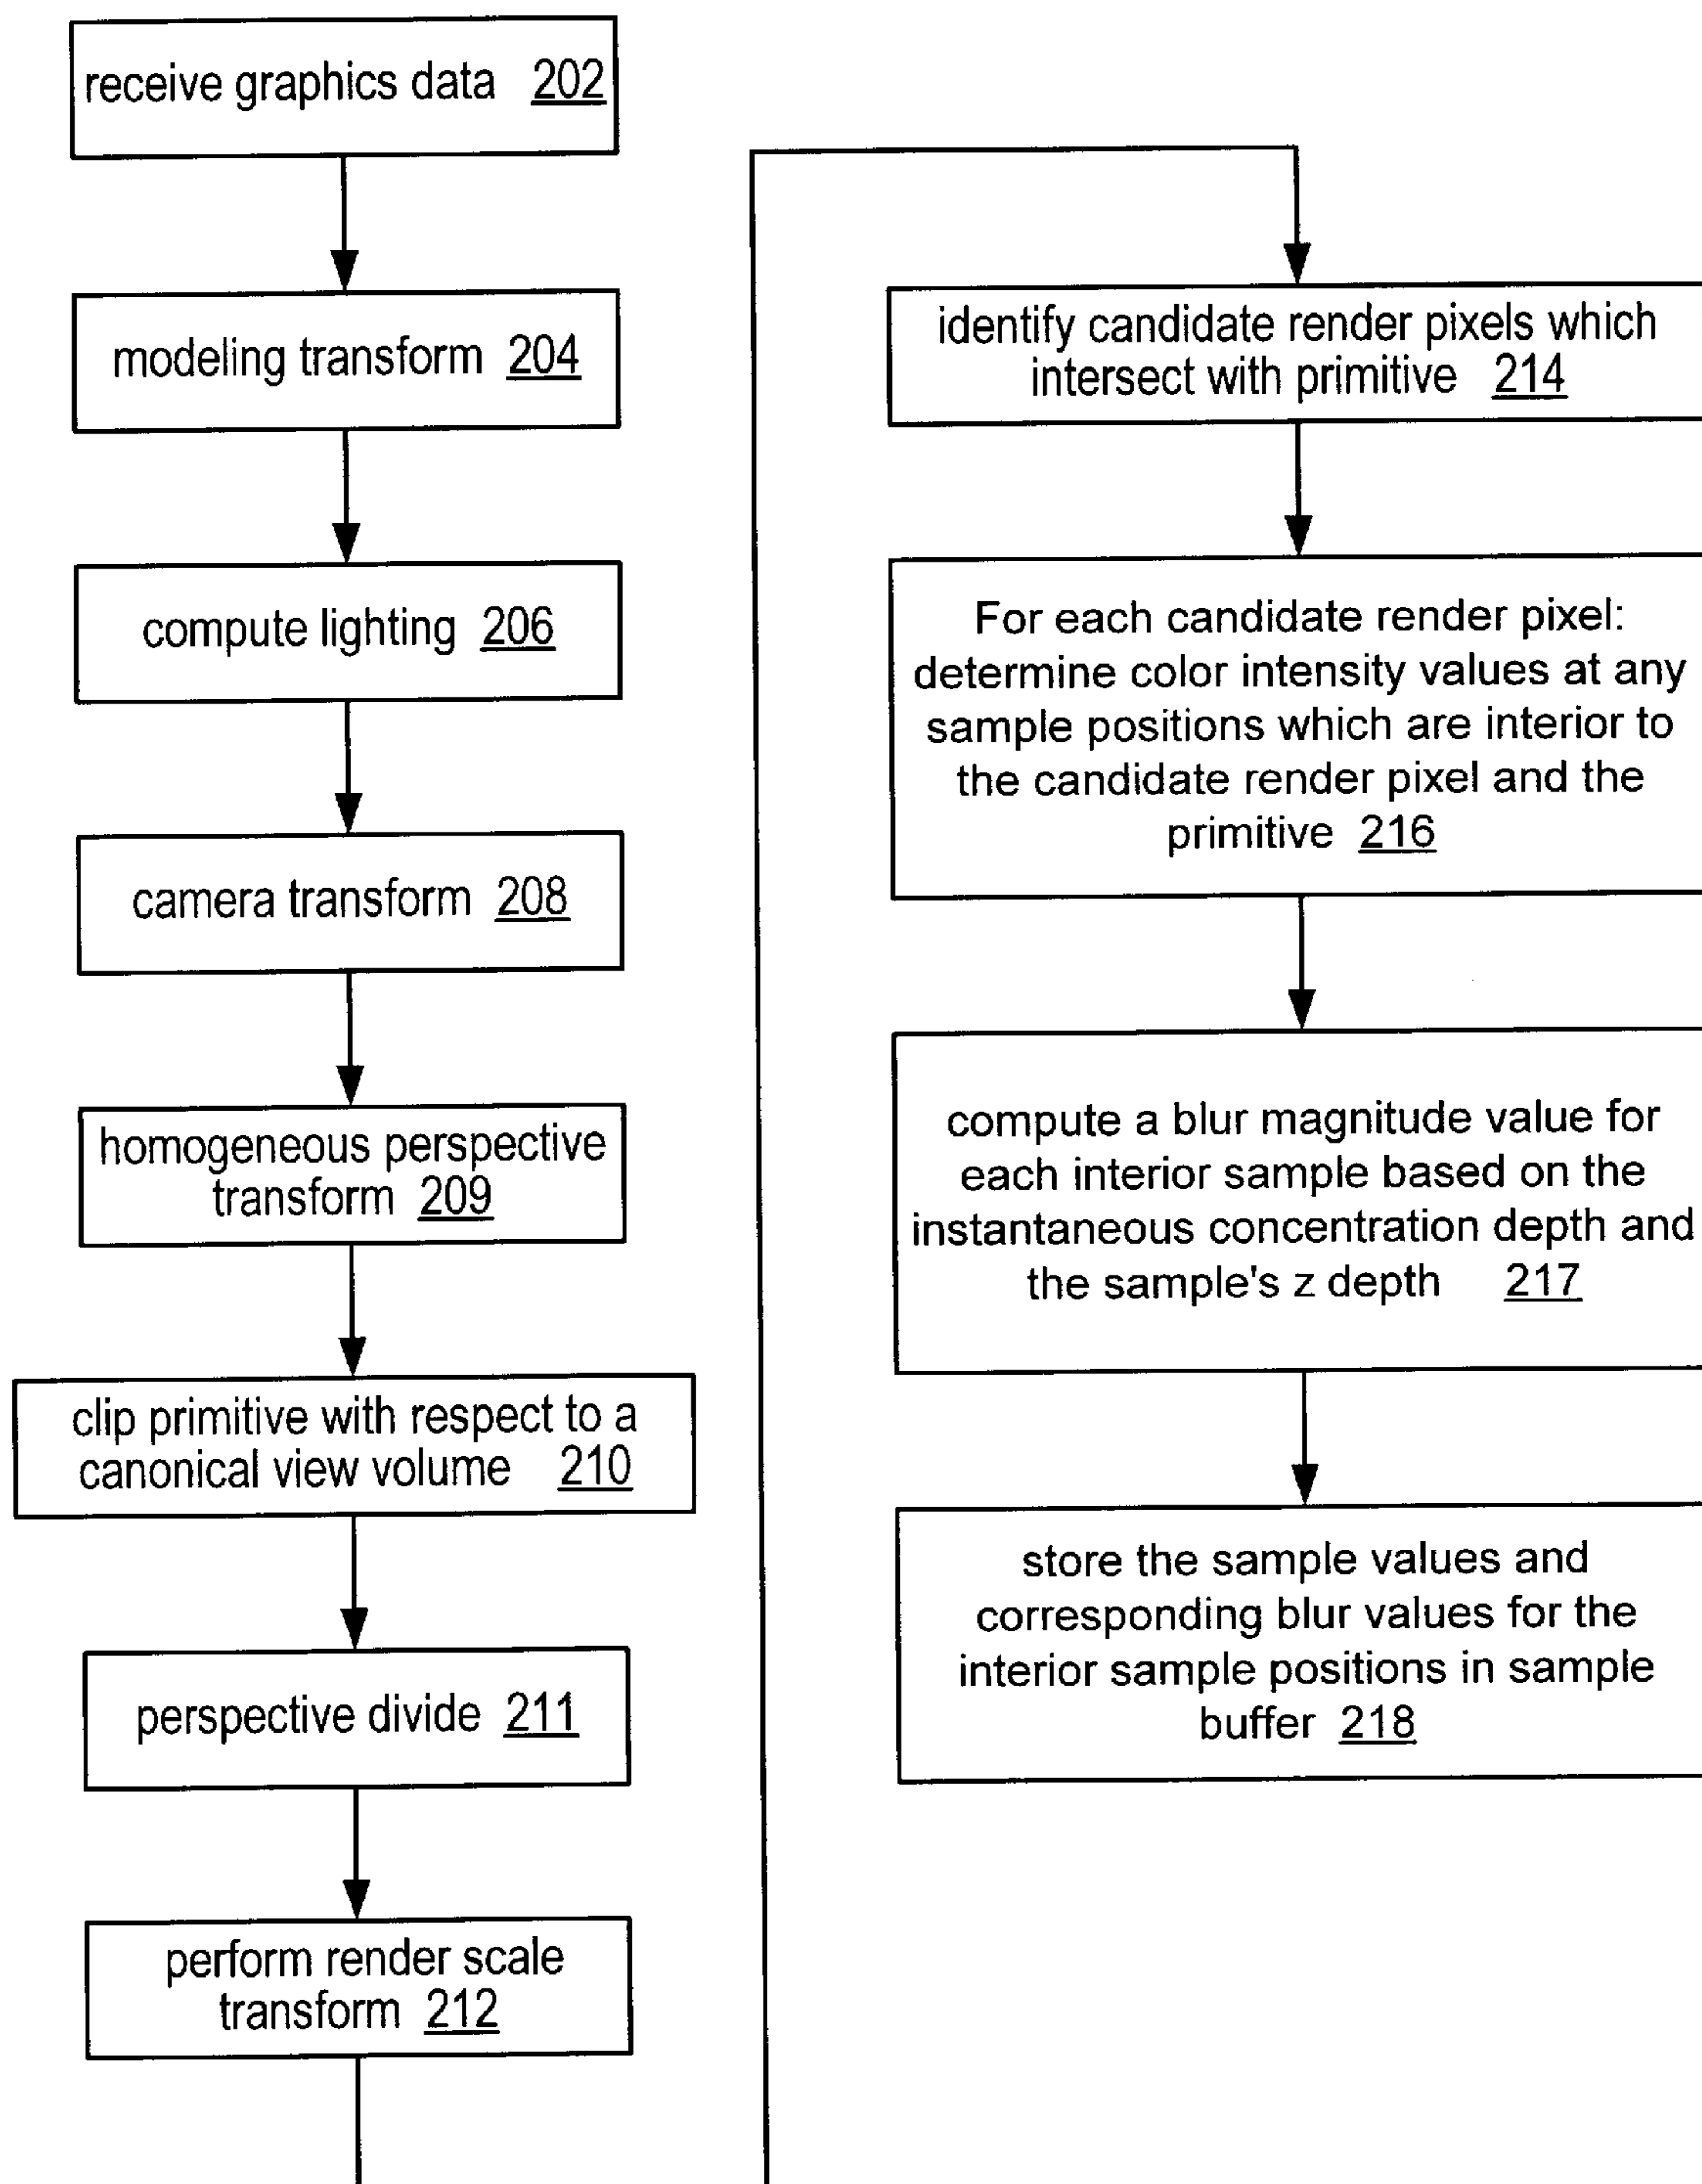 receive graphics data 202
modeling transform 204
compute lighting 206
camera transform 208
homogeneous perspective
transform 209
clip primitive with respect to a
canonical view volume 210
perspective divide 211
perform render scale
transform 212
identify candidate render pixels which
intersect with primitive 214
For each candidate render pixel:
determine color intensity values at any
sample positions which are interior to
the candidate render pixel and the
primitive 216
compute a blur magnitude value for
each interior sample based on the
instantaneous concentration depth and
the sample's z depth 217
store the sample values and
corresponding blur values for the
interior sample positions in sample
buffer 218